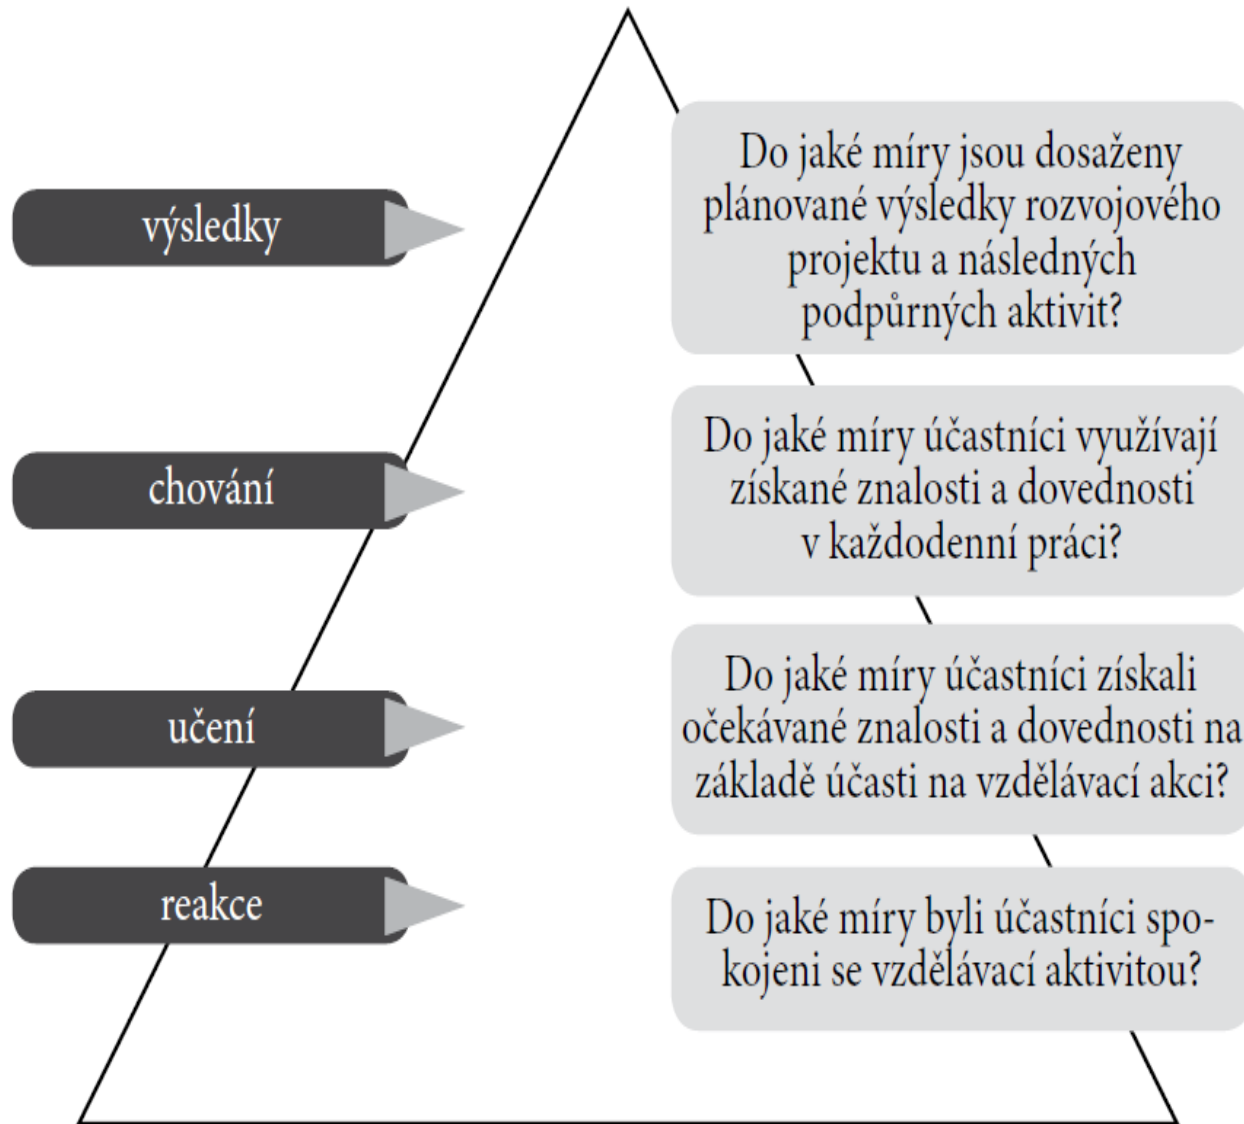 výsledky
Do jaké míry jsou dosaženy
plánované výsledky rozvojového
projektu a následných
podpůrných aktivit?
chování
Do jaké míry účastníci využívají
získané znalosti a dovednosti
v každodenní práci?
učení
Do jaké míry účastníci získali
očekávané znalosti a dovednosti na
základě účasti na vzdělávací akci?
reakce
Do jaké míry byli účastníci spo-
kojeni se vzdělávací aktivitou?